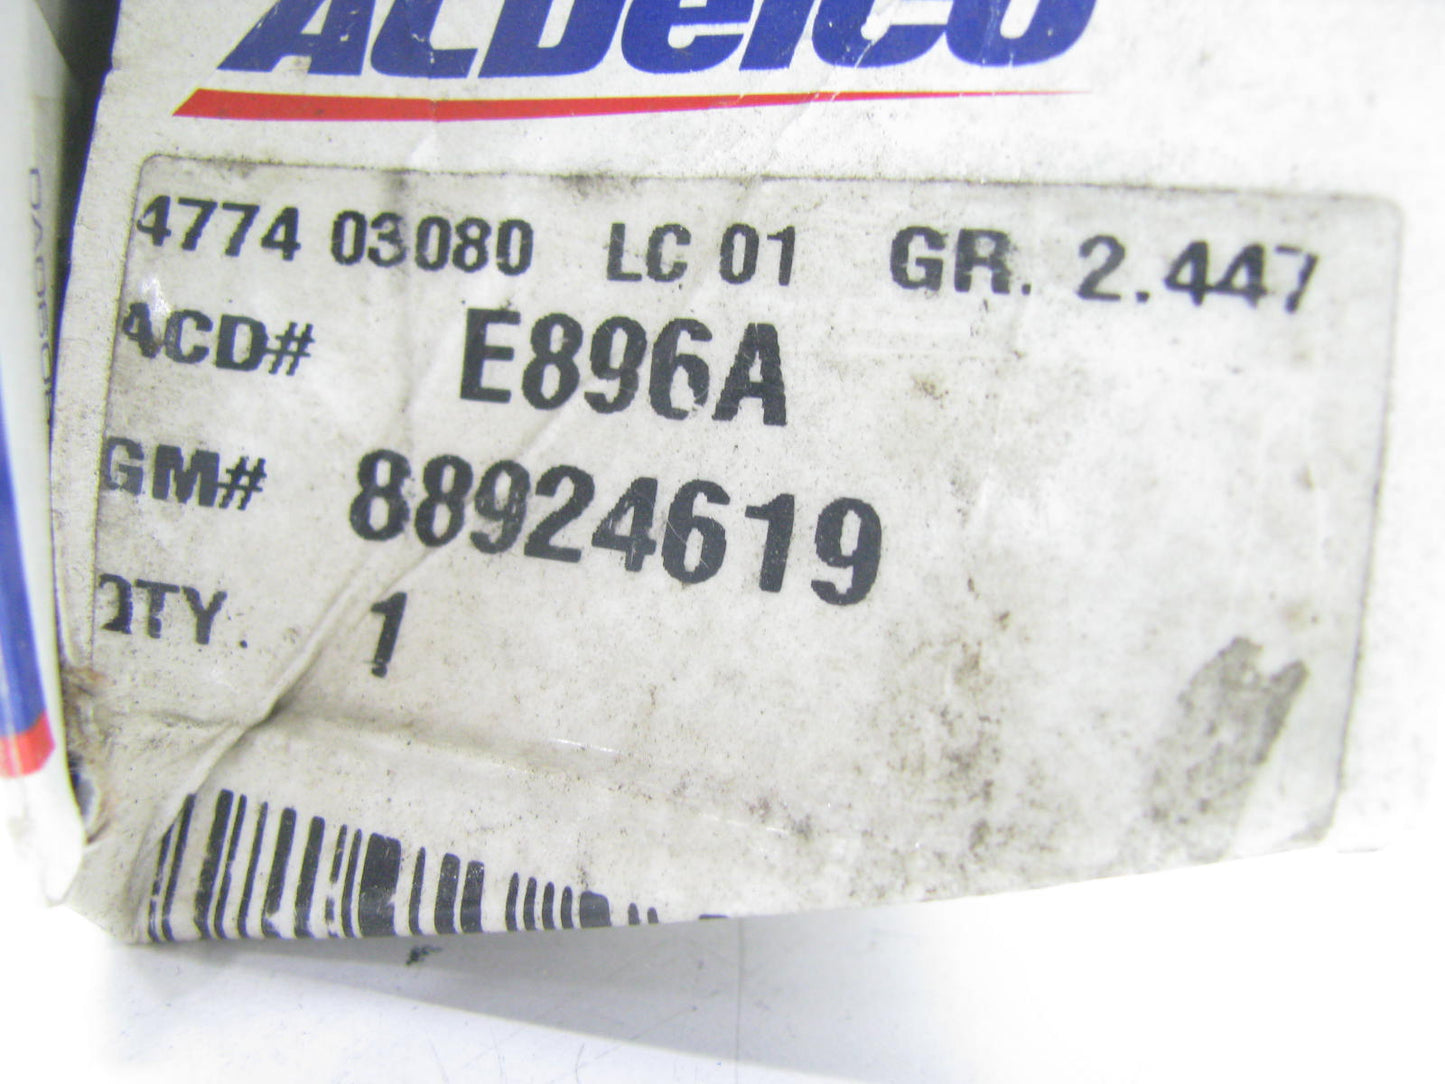 ACDelco
4774 03080 LC 01 GR. 2.447
ACD# E896A
GM# 88924619
QTY. 1